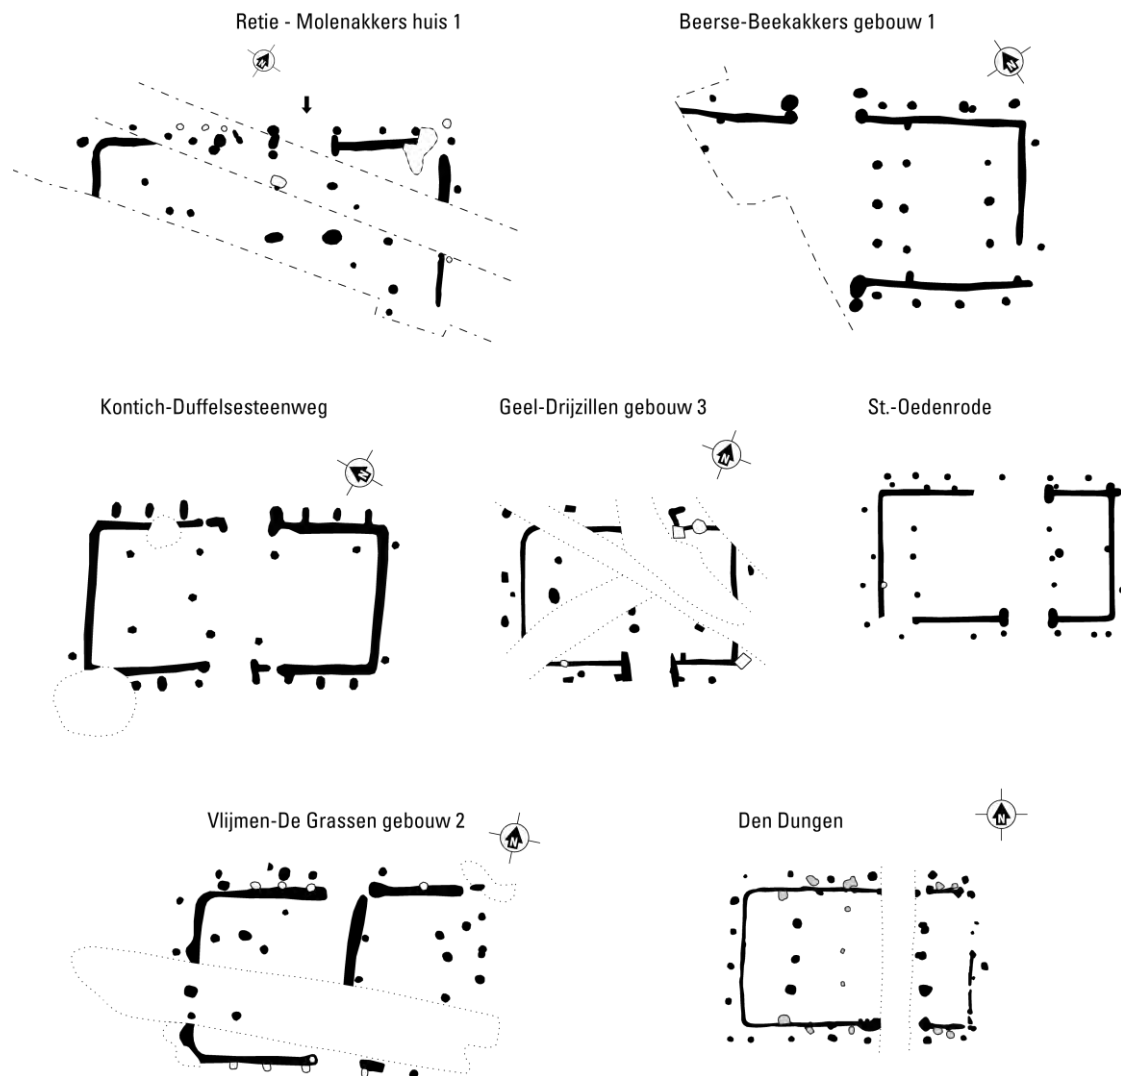 Retie - Molenakkers huis 1
Beerse-Beekakkers gebouw 1
N
N
Kontich-Duffelsesteenweg
Geel-Drijzillen gebouw 3
St.-Oedenrode
N
N
Vlijmen-De Grassen gebouw 2
Den Dungen
N
N